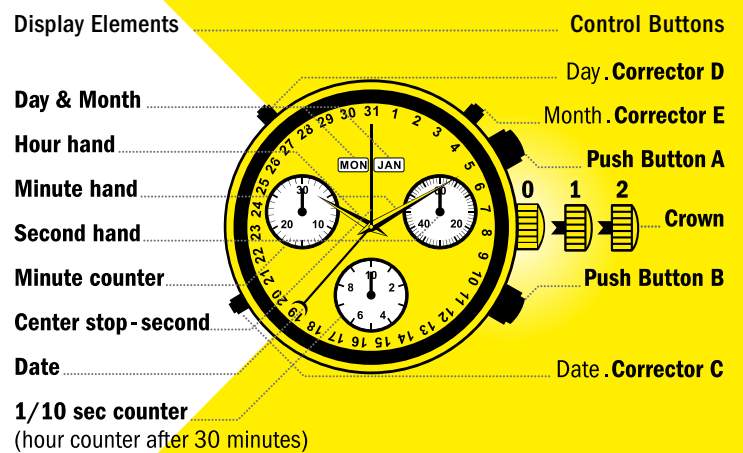 Display Elements
Control Buttons
Day . Corrector D
Day & Month
Month . Corrector E
Hour hand
Push Button A
Minute hand
0 1 2
Second hand
Crown
Minute counter
Push Button B
Center stop-second
Date
Date . Corrector C
1/10 sec counter
(hour counter after 30 minutes)
MON JAN
31 1 2 3 4 5 6 7 8 9 10 11 12 13 14 15 16 17 18 19 20 21 22 23 24 25 26 27 28 29 30
30 10 20
60 20 40
10 2 4 6 8